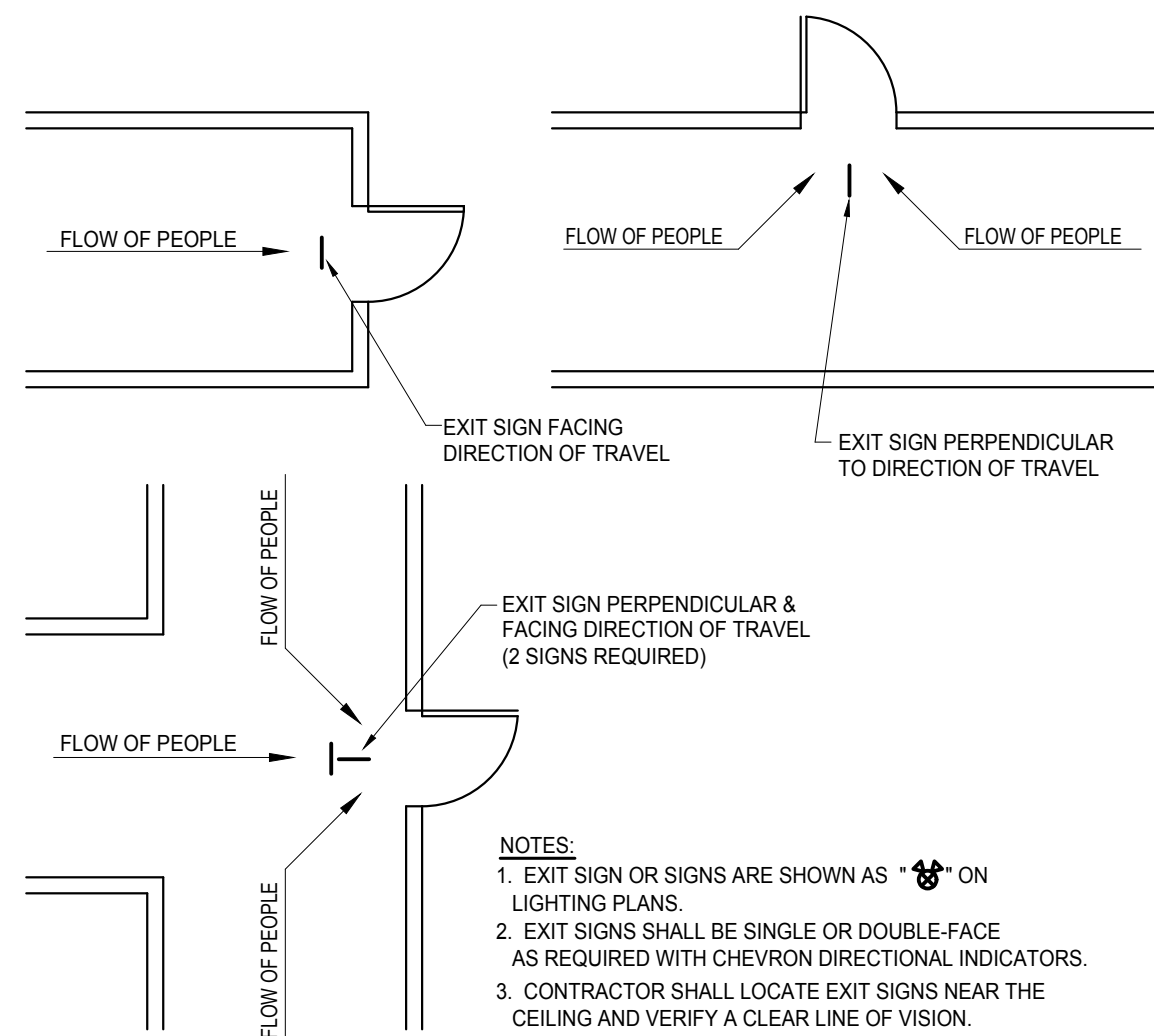 FLOW OF PEOPLE
EXIT SIGN FACING
DIRECTION OF TRAVEL
FLOW OF PEOPLE
FLOW OF PEOPLE
EXIT SIGN PERPENDICULAR
TO DIRECTION OF TRAVEL
FLOW OF PEOPLE
EXIT SIGN PERPENDICULAR &
FACING DIRECTION OF TRAVEL
(2 SIGNS REQUIRED)
FLOW OF PEOPLE
FLOW OF PEOPLE
NOTES:
1. EXIT SIGN OR SIGNS ARE SHOWN AS " " ON
LIGHTING PLANS.
2. EXIT SIGNS SHALL BE SINGLE OR DOUBLE-FACE
AS REQUIRED WITH CHEVRON DIRECTIONAL INDICATORS.
3. CONTRACTOR SHALL LOCATE EXIT SIGNS NEAR THE
CEILING AND VERIFY A CLEAR LINE OF VISION.